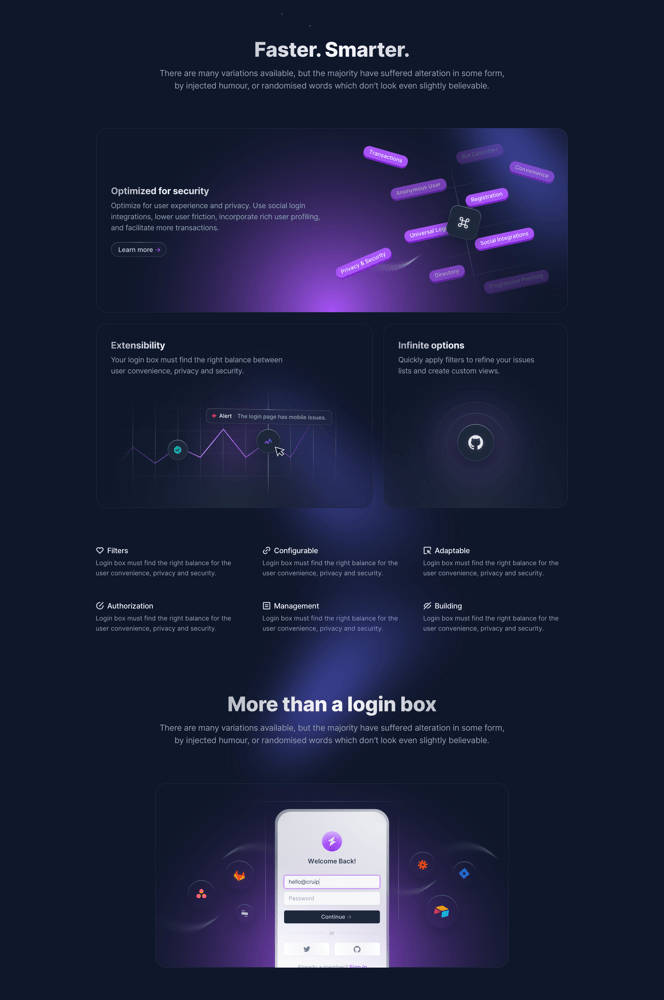 Faster. Smarter.
There are many variations available, but the majority have suffered alteration in some form,
by injected humour, or randomised words which don't look even slightly believable.
Optimized for security
Optimize for user experience and privacy. Use social login
integrations, lower user friction, incorporate rich user profiling,
and facilitate more transactions.
Learn more →
Transactions
Bot Detection
Convenience
Anonymous User
Registration
Universal Log
Social Integrations
Privacy & Security
Directory
Progressive Profiling
Extensibility
Your login box must find the right balance between
user convenience, privacy and security.
Alert · The login page has mobile issues.
Infinite options
Quickly apply filters to refine your issues
lists and create custom views.
Filters
Login box must find the right balance for the
user convenience, privacy and security.
Configurable
Login box must find the right balance for the
user convenience, privacy and security.
Adaptable
Login box must find the right balance for the
user convenience, privacy and security.
Authorization
Login box must find the right balance for the
user convenience, privacy and security.
Management
Login box must find the right balance for the
user convenience, privacy and security.
Building
Login box must find the right balance for the
user convenience, privacy and security.
More than a login box
There are many variations available, but the majority have suffered alteration in some form,
by injected humour, or randomised words which don't look even slightly believable.
Welcome Back!
hello@cruip
Password
Continue →
or
Already a member? Sign in